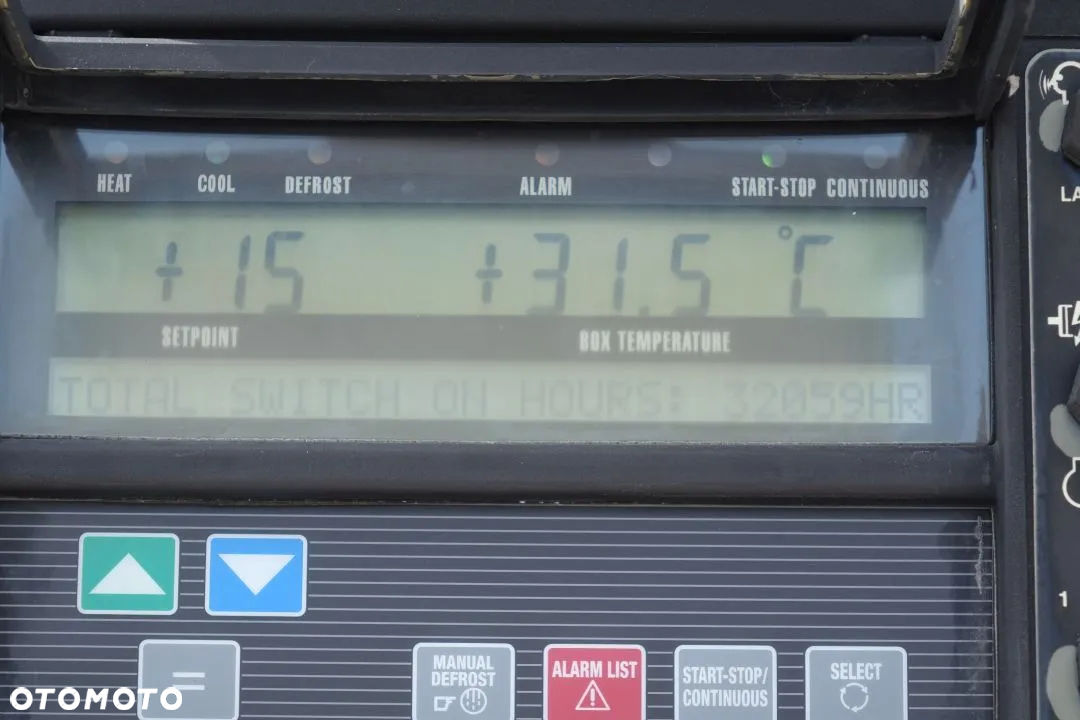 HEAT COOL DEFROST ALARM START-STOP CONTINUOUS
+15 +31.5 °C
SETPOINT BOX TEMPERATURE
TOTAL SWITCH ON HOURS: 32059HR
LA
1
=
MANUAL
DEFROST
ALARM LIST
START-STOP/
CONTINUOUS
SELECT
OTOMOTO